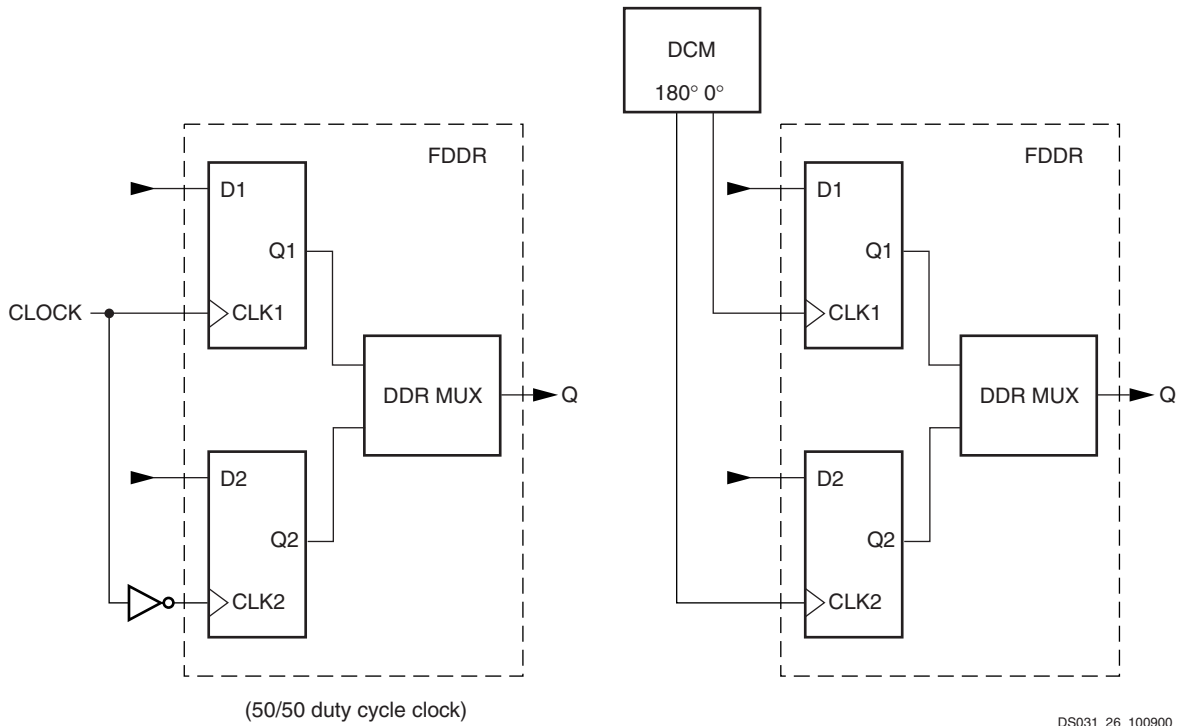 DCM
180° 0°
FDDR
D1
Q1
CLOCK
CLK1
DDR MUX
Q
D2
Q2
CLK2
(50/50 duty cycle clock)
FDDR
D1
Q1
CLK1
DDR MUX
Q
D2
Q2
CLK2
DS031_26_100900